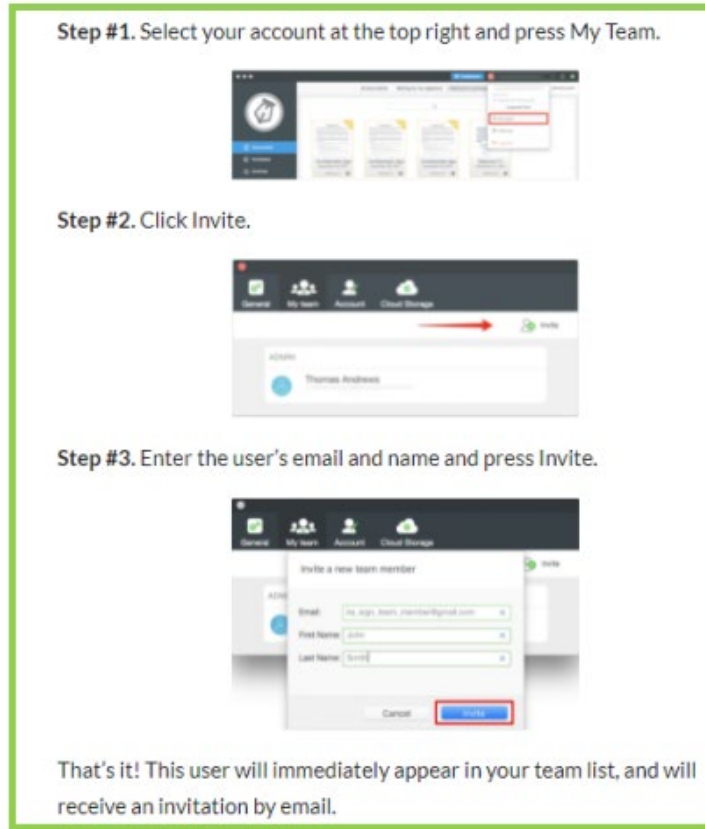 Step #1. Select your account at the top right and press My Team.
Step #2. Click Invite.
General My team Account Cloud Storage
Invite
ADMIN
Thomas Andrews
Step #3. Enter the user's email and name and press Invite.
General My team Account Cloud Storage
Invite
Invite a new team member
Email:
First Name: John
Last Name: Smith
Cancel Invite
That's it! This user will immediately appear in your team list, and will
receive an invitation by email.